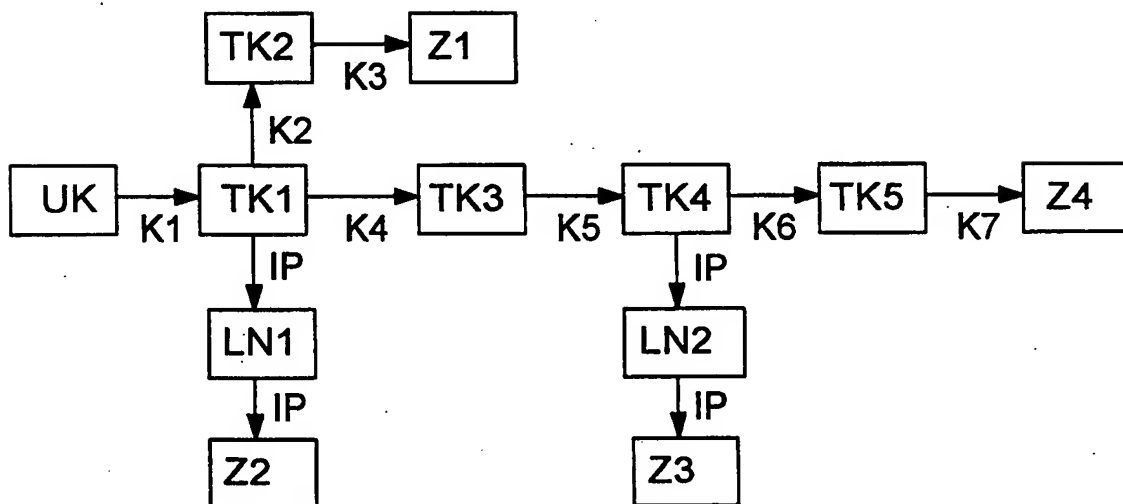 TK2 Z1
K3
K2
UK TK1 TK3 TK4 TK5 Z4
K1 K4 K5 K6 K7
IP IP
LN1 LN2
IP IP
Z2 Z3